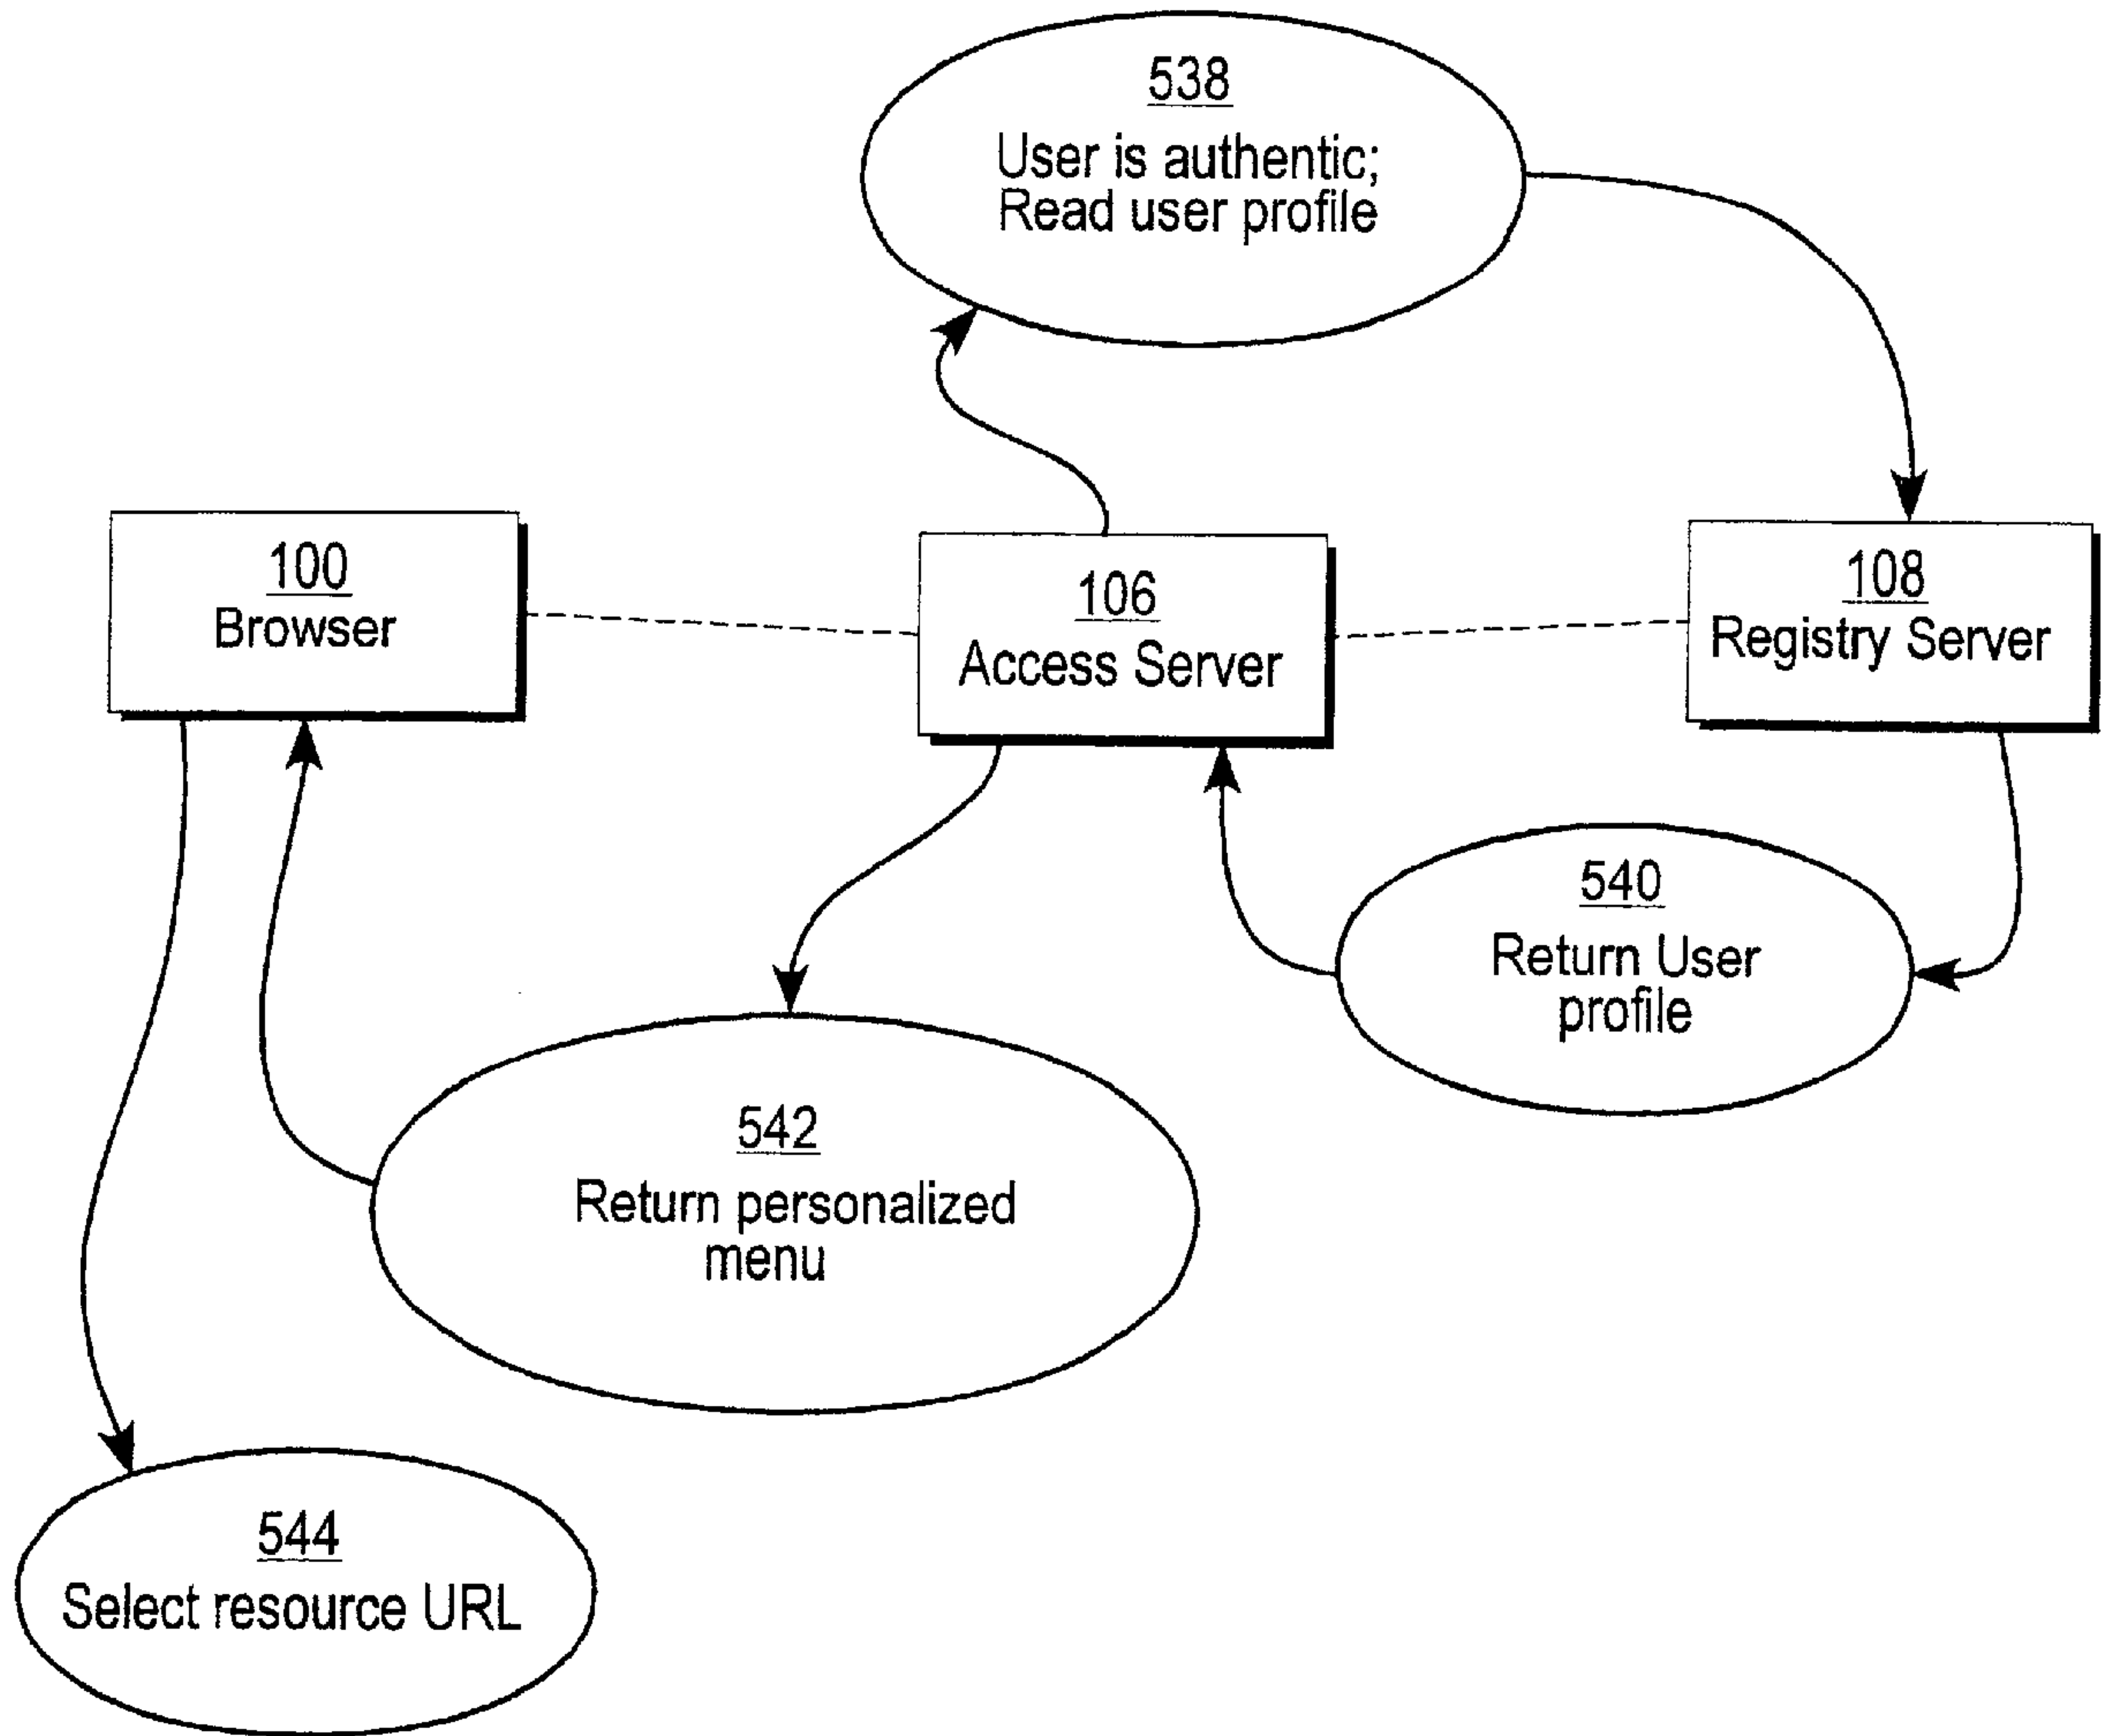 538
User is authentic;
Read user profile
100
Browser
106
Access Server
108
Registry Server
540
Return User
profile
542
Return personalized
menu
544
Select resource URL